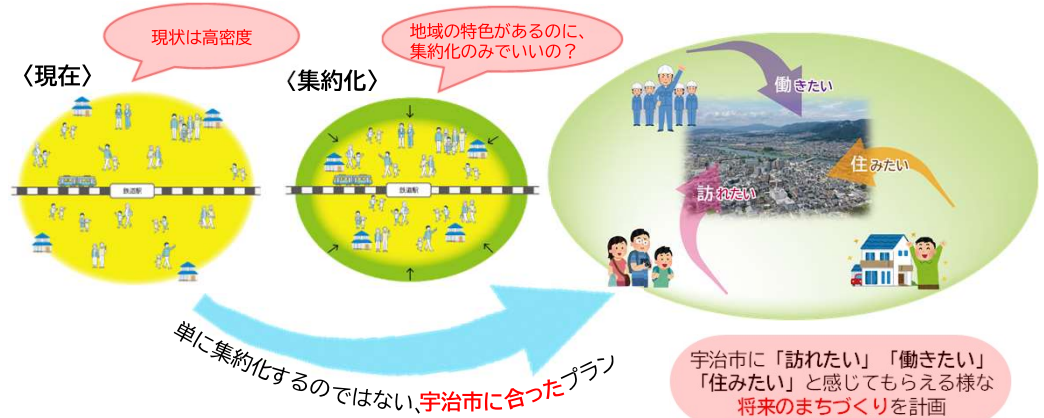 現状は高密度
地域の特色があるのに、
集約化のみでいいの？
〈現在〉
〈集約化〉
鉄道駅
鉄道駅
働きたい
住みたい
訪れたい
単に集約化するのではない、宇治市に合ったプラン
宇治市に「訪れたい」「働きたい」
「住みたい」と感じてもらえる様な
将来のまちづくりを計画